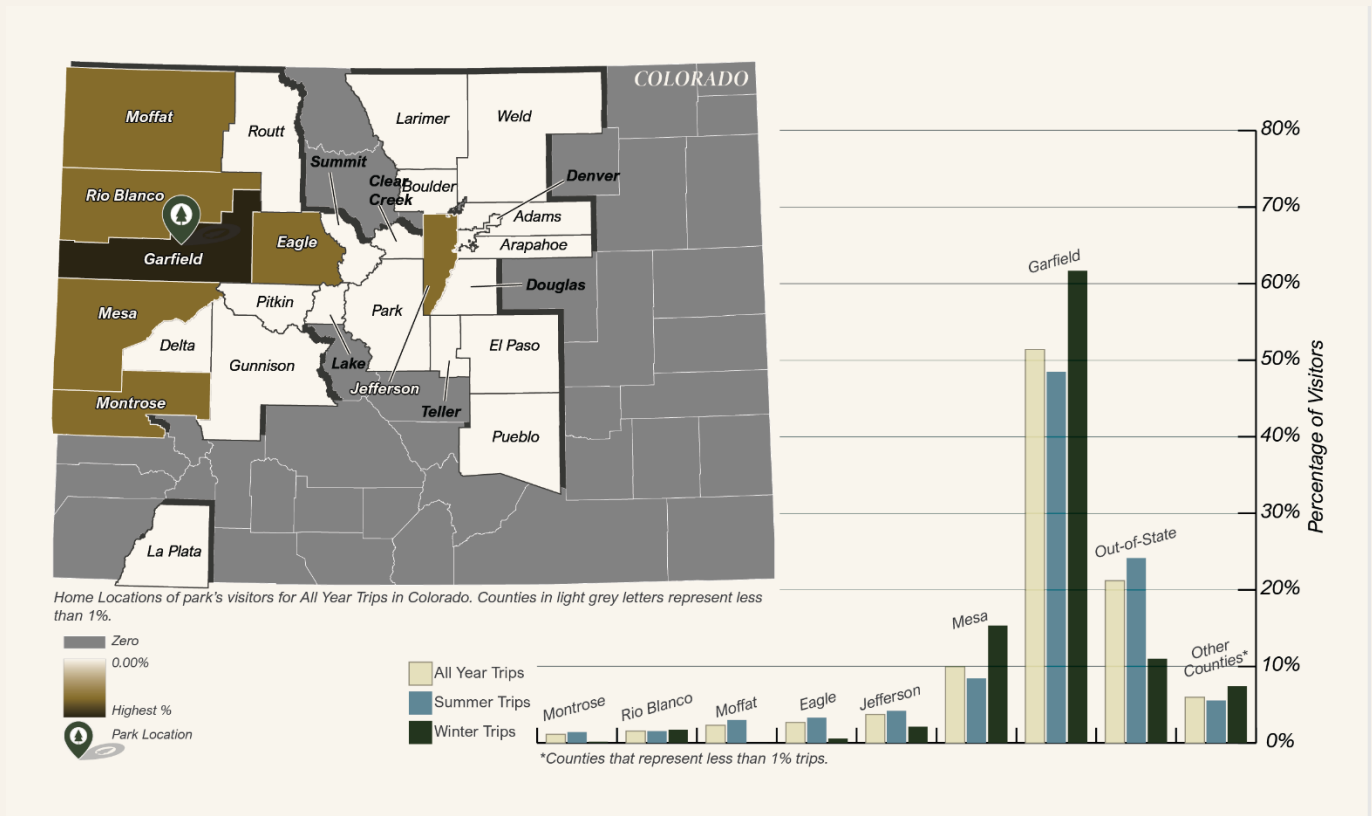 COLORADO
Moffat
Routt
Larimer
Weld
Summit
Clear
Creek
Boulder
Denver
Rio Blanco
Adams
Eagle
Arapahoe
Garfield
Douglas
Pitkin
Park
Mesa
Delta
El Paso
Gunnison
Lake
Jefferson
Montrose
Teller
Pueblo
La Plata
Home Locations of park's visitors for All Year Trips in Colorado. Counties in light grey letters represent less
than 1%.
Zero
0.00%
Highest %
Park Location
All Year Trips
Summer Trips
Winter Trips
Montrose
Rio Blanco
Moffat
Eagle
Jefferson
Mesa
Garfield
Out-of-State
Other
Counties*
80%
70%
60%
50%
40%
30%
20%
10%
0%
Percentage of Visitors
*Counties that represent less than 1% trips.